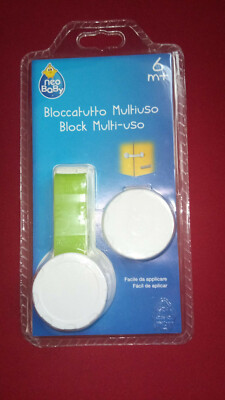 neo
BaBy
6
m+
Bloccatutto Multiuso
Block Multi-uso
Facile da applicare
Fácil de aplicar